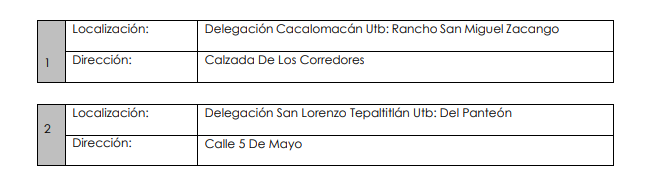 Localización: Delegación Cacalomacán Utb: Rancho San Miguel Zacango
1 Dirección: Calzada De Los Corredores
Localización: Delegación San Lorenzo Tepaltitlán Utb: Del Panteón
2
Dirección: Calle 5 De Mayo